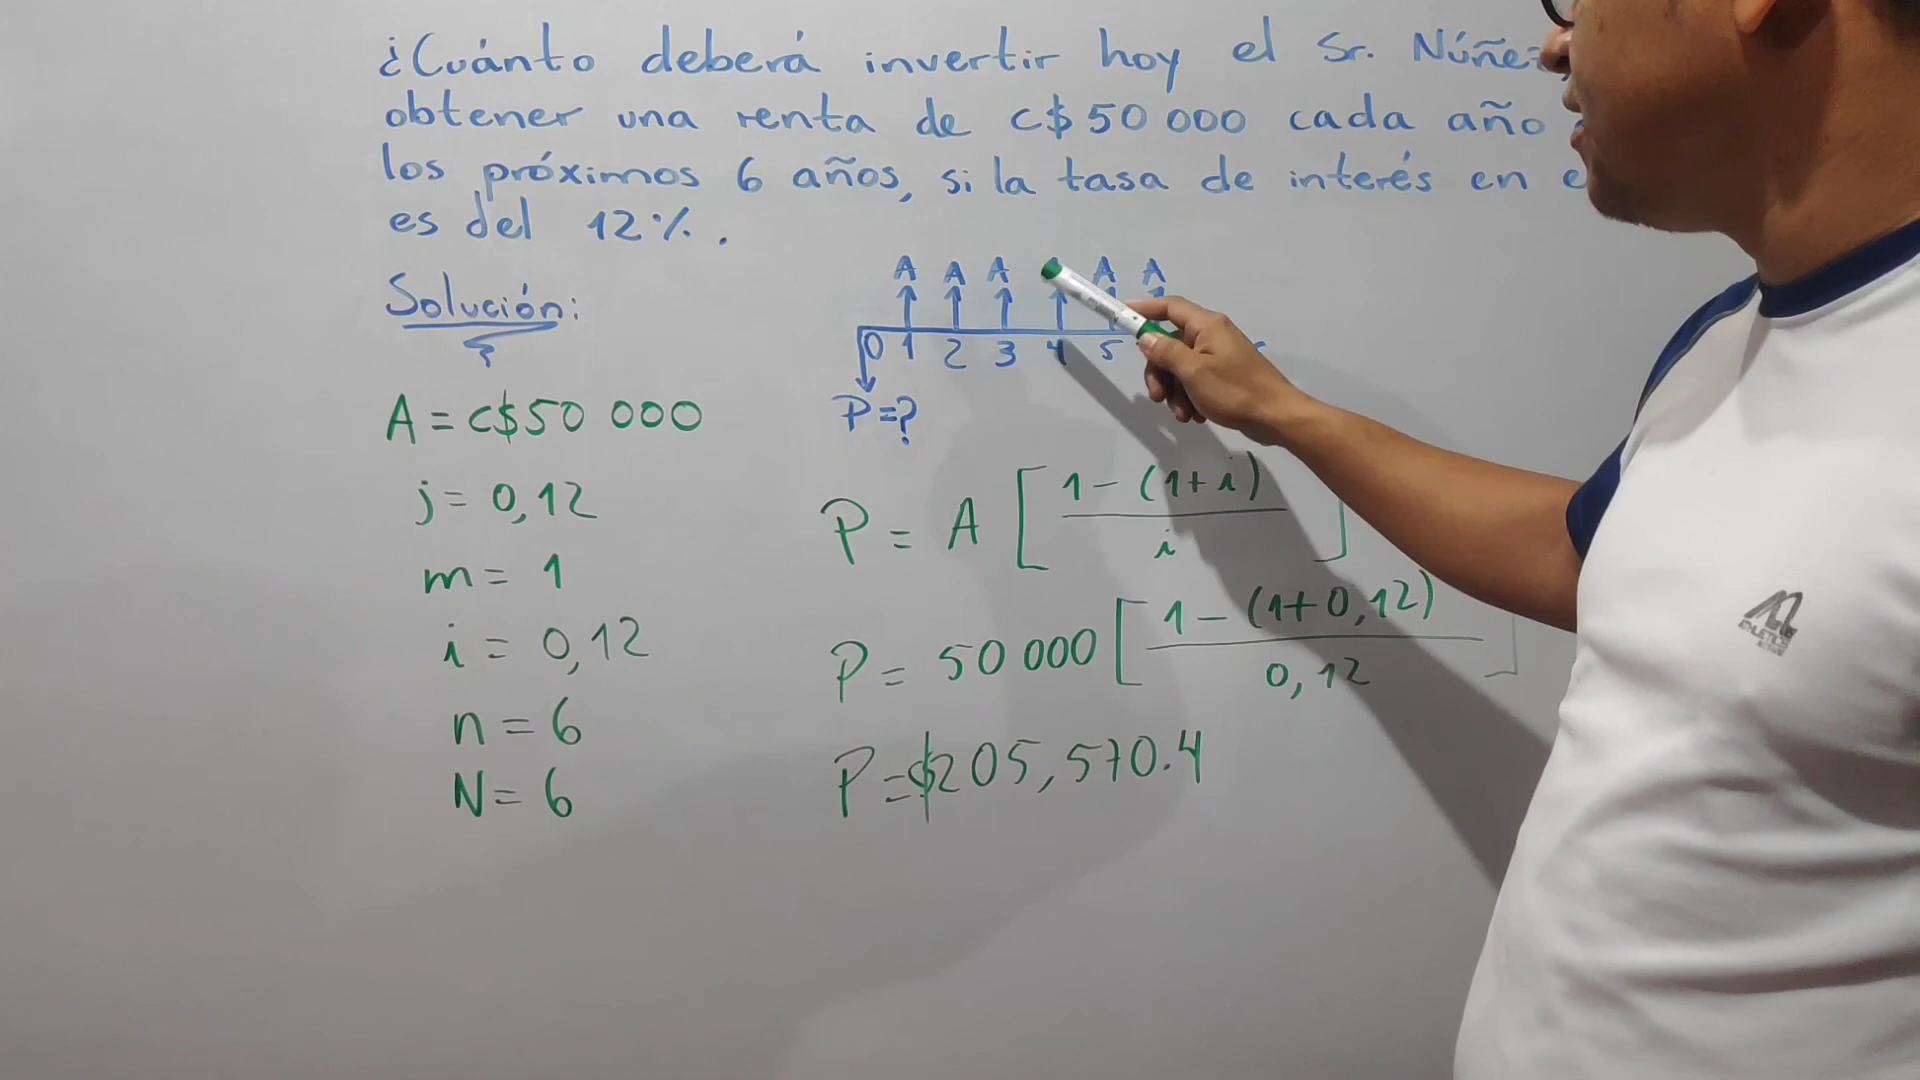 ¿Cuánto deberá invertir hoy el Sr. Núñez,
obtener una renta de C$ 50 000 cada año
los próximos 6 años, si la tasa de interés en
es del 12%.
Solución:
A A A A A
0 1 2 3 4 5
P=?
A = C$50 000
j = 0,12
m = 1
i = 0,12
n = 6
N = 6
P = A [ 1 - (1+i) / i ]
P = 50 000 [ 1 - (1+0,12) / 0,12 ]
P = $205,570.4